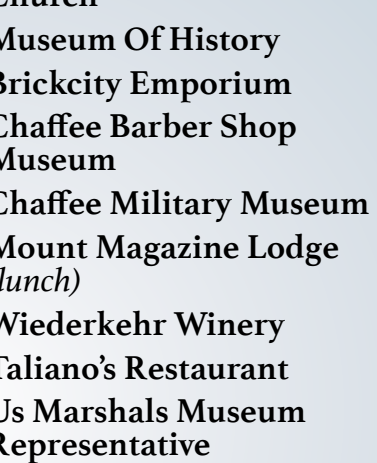 Church
Museum Of History
Brickcity Emporium
Chaffee Barber Shop
Museum
Chaffee Military Museum
Mount Magazine Lodge
lunch)
Wiederkehr Winery
Taliano's Restaurant
Us Marshals Museum
Representative